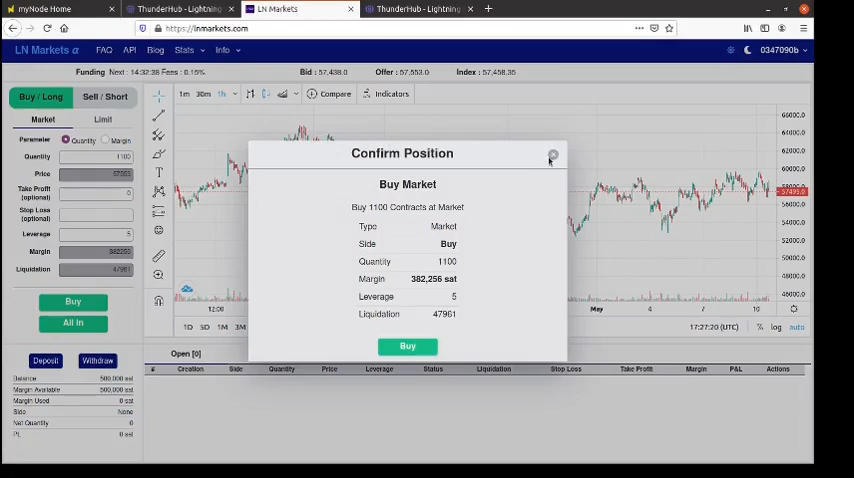 myNode Home
ThunderHub - Lightning
LN Markets
ThunderHub - Lightning
https://lnmarkets.com
LN Markets α
FAQ
API
Blog
Stats
Info
0347090b
Funding Next : 14:32:38 Fees : 0.15%
Bid : 57,438.0
Offer : 57,553.0
Index : 57,458.35
Buy / Long
Sell / Short
Market
Limit
Parameter
Quantity
Margin
Quantity
1100
Price
Take Profit
(optional)
0
Stop Loss
(optional)
Leverage
5
Margin
382256
Liquidation
47961
Buy
All In
Deposit
Withdraw
Balance
500,000 sat
Margin Available
500,000 sat
Margin Used
0 sat
Side
None
Net Quantity
0
PL
0 sat
1m 30m 1h
Compare
Indicators
66000.0
64000.0
62000.0
60000.0
57495.0
56000.0
54000.0
52000.0
50000.0
48000.0
46000.0
12:00
May
4
7
10
1D 5D 1M 3M
17:27:20 (UTC)
% log auto
Confirm Position
Buy Market
Buy 1100 Contracts at Market
Type Market
Side Buy
Quantity 1100
Margin 382,256 sat
Leverage 5
Liquidation 47961
Buy
Open [0]
# Creation Side Quantity Price Leverage Status Liquidation Stop Loss Take Profit Margin P&L Actions